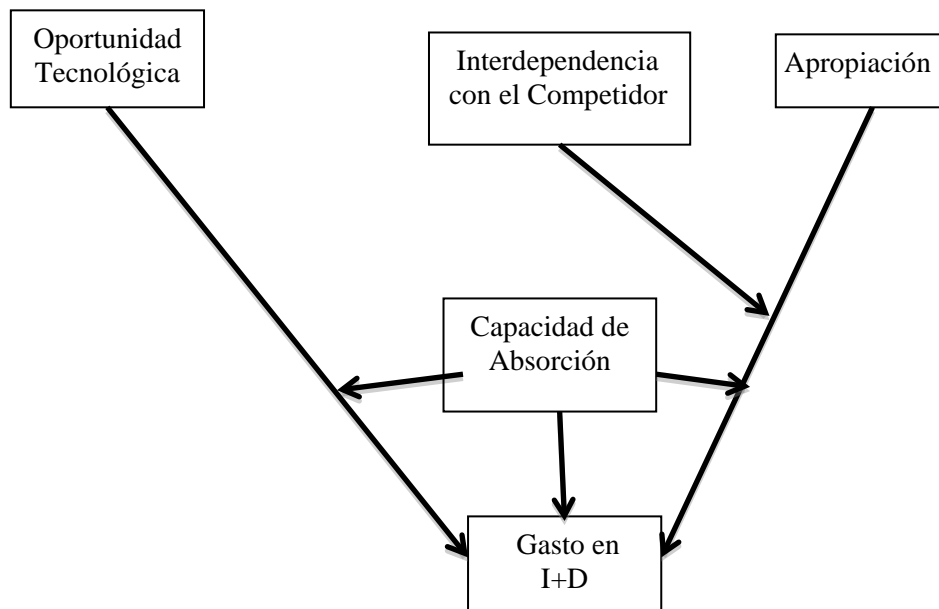 Oportunidad
Tecnológica
Interdependencia
con el Competidor
Apropiación
Capacidad de
Absorción
Gasto en
I+D